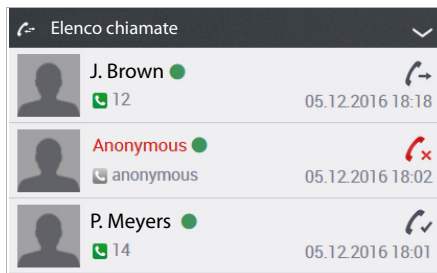 Elenco chiamate
J. Brown
12 05.12.2016 18:18
Anonymous
anonymous 05.12.2016 18:02
P. Meyers
14 05.12.2016 18:01